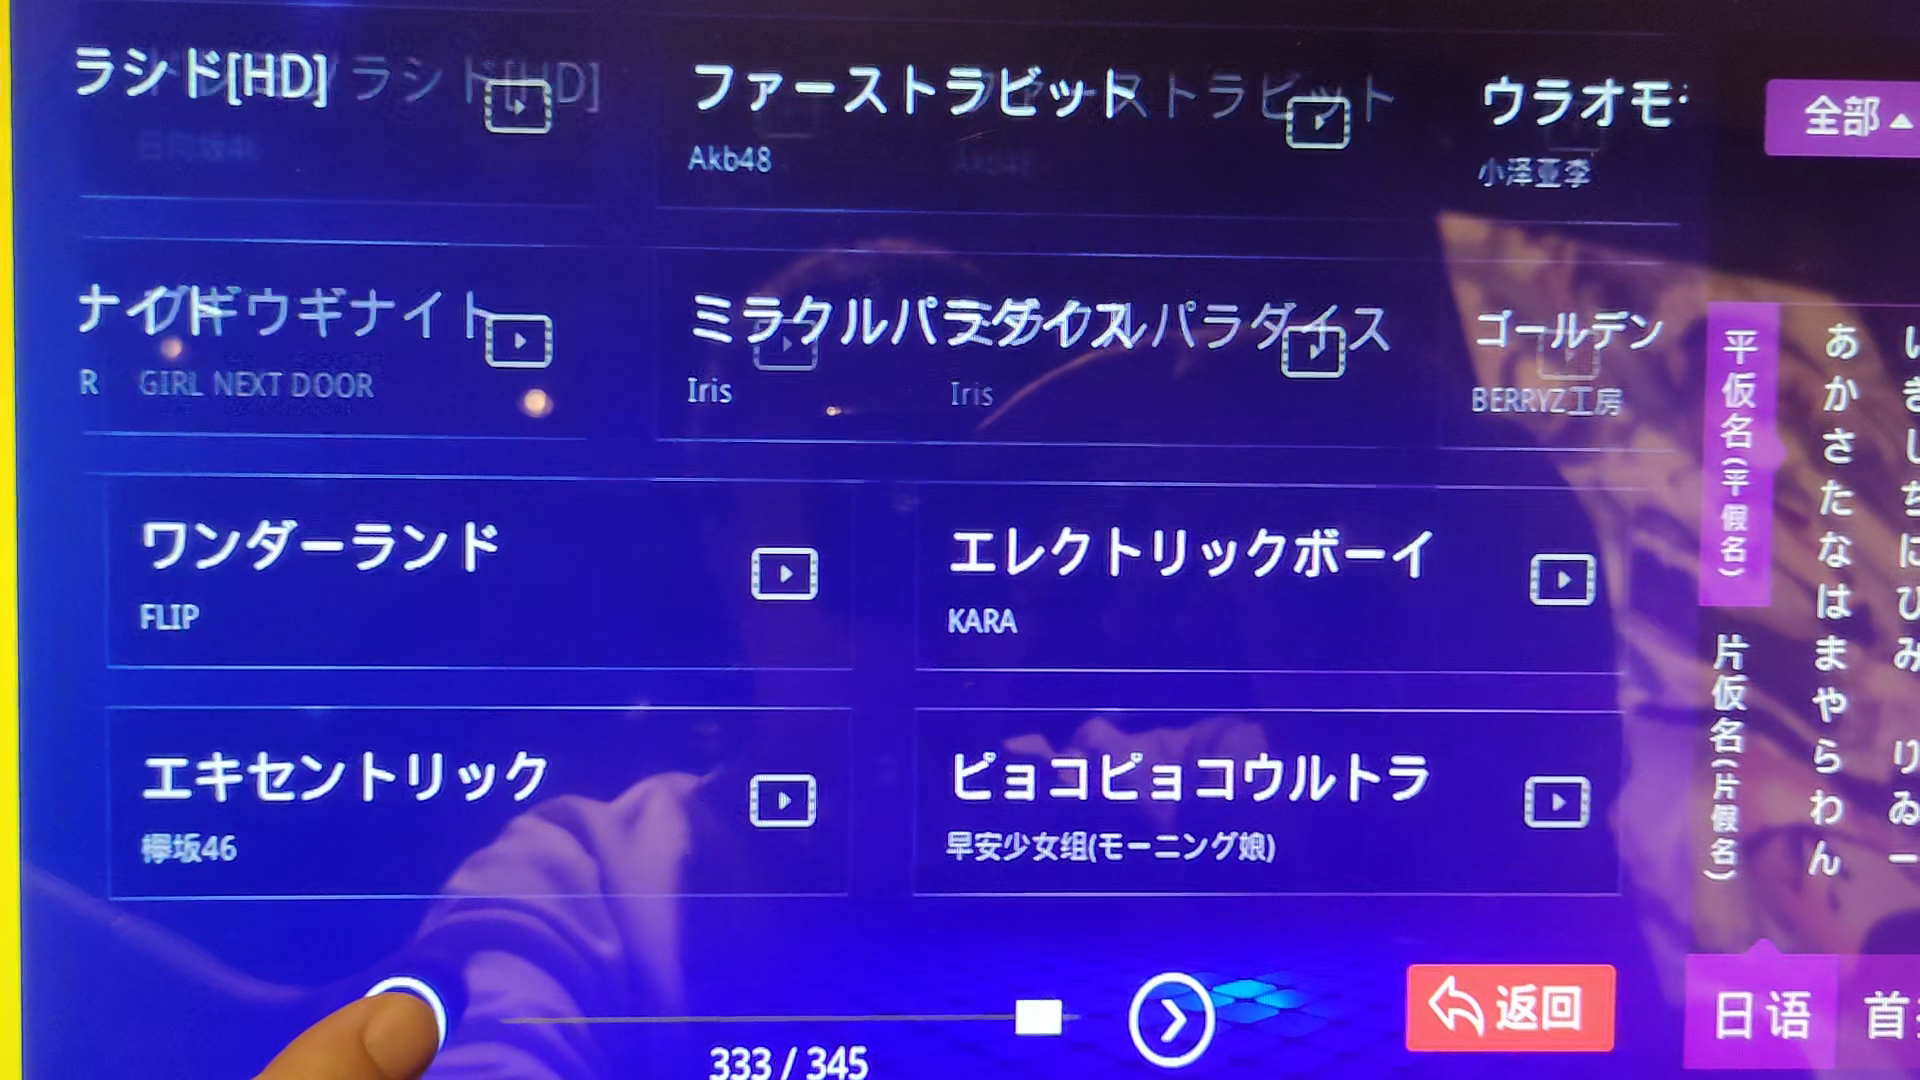 ラシド[HD]
ラシド[HD]
日向坂46
ファーストラビット
ストラビット
Akb48
Akb48
ウラオモ
小泽亚李
全部
ナイト
ギウギナイト
R
GIRL NEXT DOOR
ミラクルパラダイス
ミラクルパラダイス
Iris
Iris
ゴールデン
BERRYZ工房
ワンダーランド
FLIP
エレクトリックボーイ
KARA
エキセントリック
欅坂46
ピョコピョコウルトラ
早安少女组(モーニング娘)
平仮名(平假名)
片仮名(片假名)
あかさたなはまやらわん
333 / 345
返回
日语
首